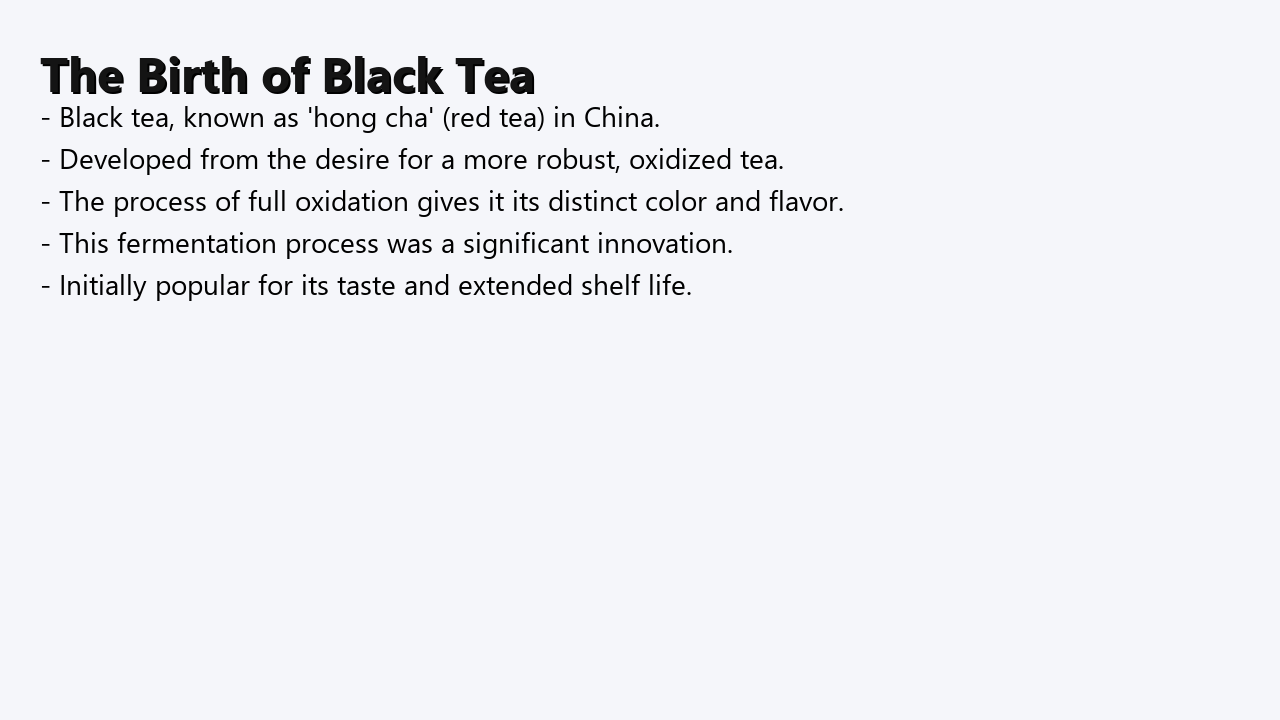 The Birth of Black Tea
- Black tea, known as 'hong cha' (red tea) in China.
- Developed from the desire for a more robust, oxidized tea.
- The process of full oxidation gives it its distinct color and flavor.
- This fermentation process was a significant innovation.
- Initially popular for its taste and extended shelf life.